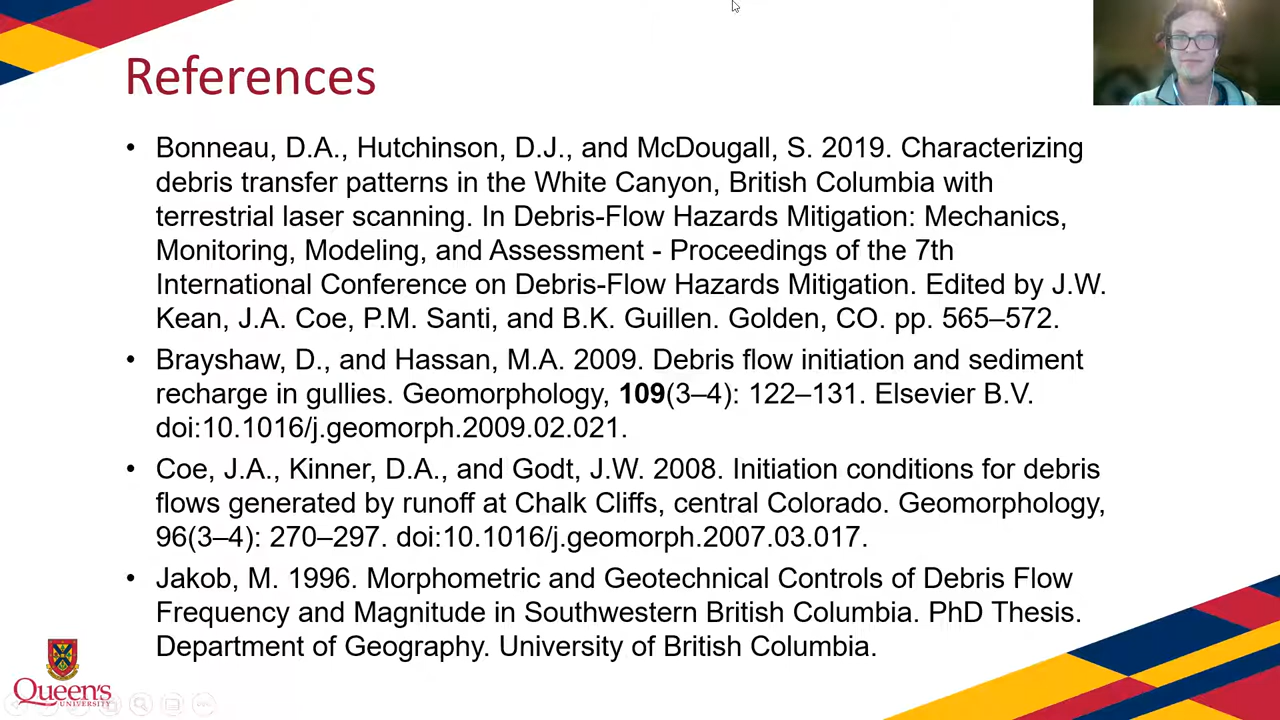 References
• Bonneau, D.A., Hutchinson, D.J., and McDougall, S. 2019. Characterizing
debris transfer patterns in the White Canyon, British Columbia with
terrestrial laser scanning. In Debris-Flow Hazards Mitigation: Mechanics,
Monitoring, Modeling, and Assessment - Proceedings of the 7th
International Conference on Debris-Flow Hazards Mitigation. Edited by J.W.
Kean, J.A. Coe, P.M. Santi, and B.K. Guillen. Golden, CO. pp. 565–572.
• Brayshaw, D., and Hassan, M.A. 2009. Debris flow initiation and sediment
recharge in gullies. Geomorphology, 109(3–4): 122–131. Elsevier B.V.
doi:10.1016/j.geomorph.2009.02.021.
• Coe, J.A., Kinner, D.A., and Godt, J.W. 2008. Initiation conditions for debris
flows generated by runoff at Chalk Cliffs, central Colorado. Geomorphology,
96(3–4): 270–297. doi:10.1016/j.geomorph.2007.03.017.
• Jakob, M. 1996. Morphometric and Geotechnical Controls of Debris Flow
Frequency and Magnitude in Southwestern British Columbia. PhD Thesis.
Department of Geography. University of British Columbia.
Queen's
UNIVERSITY